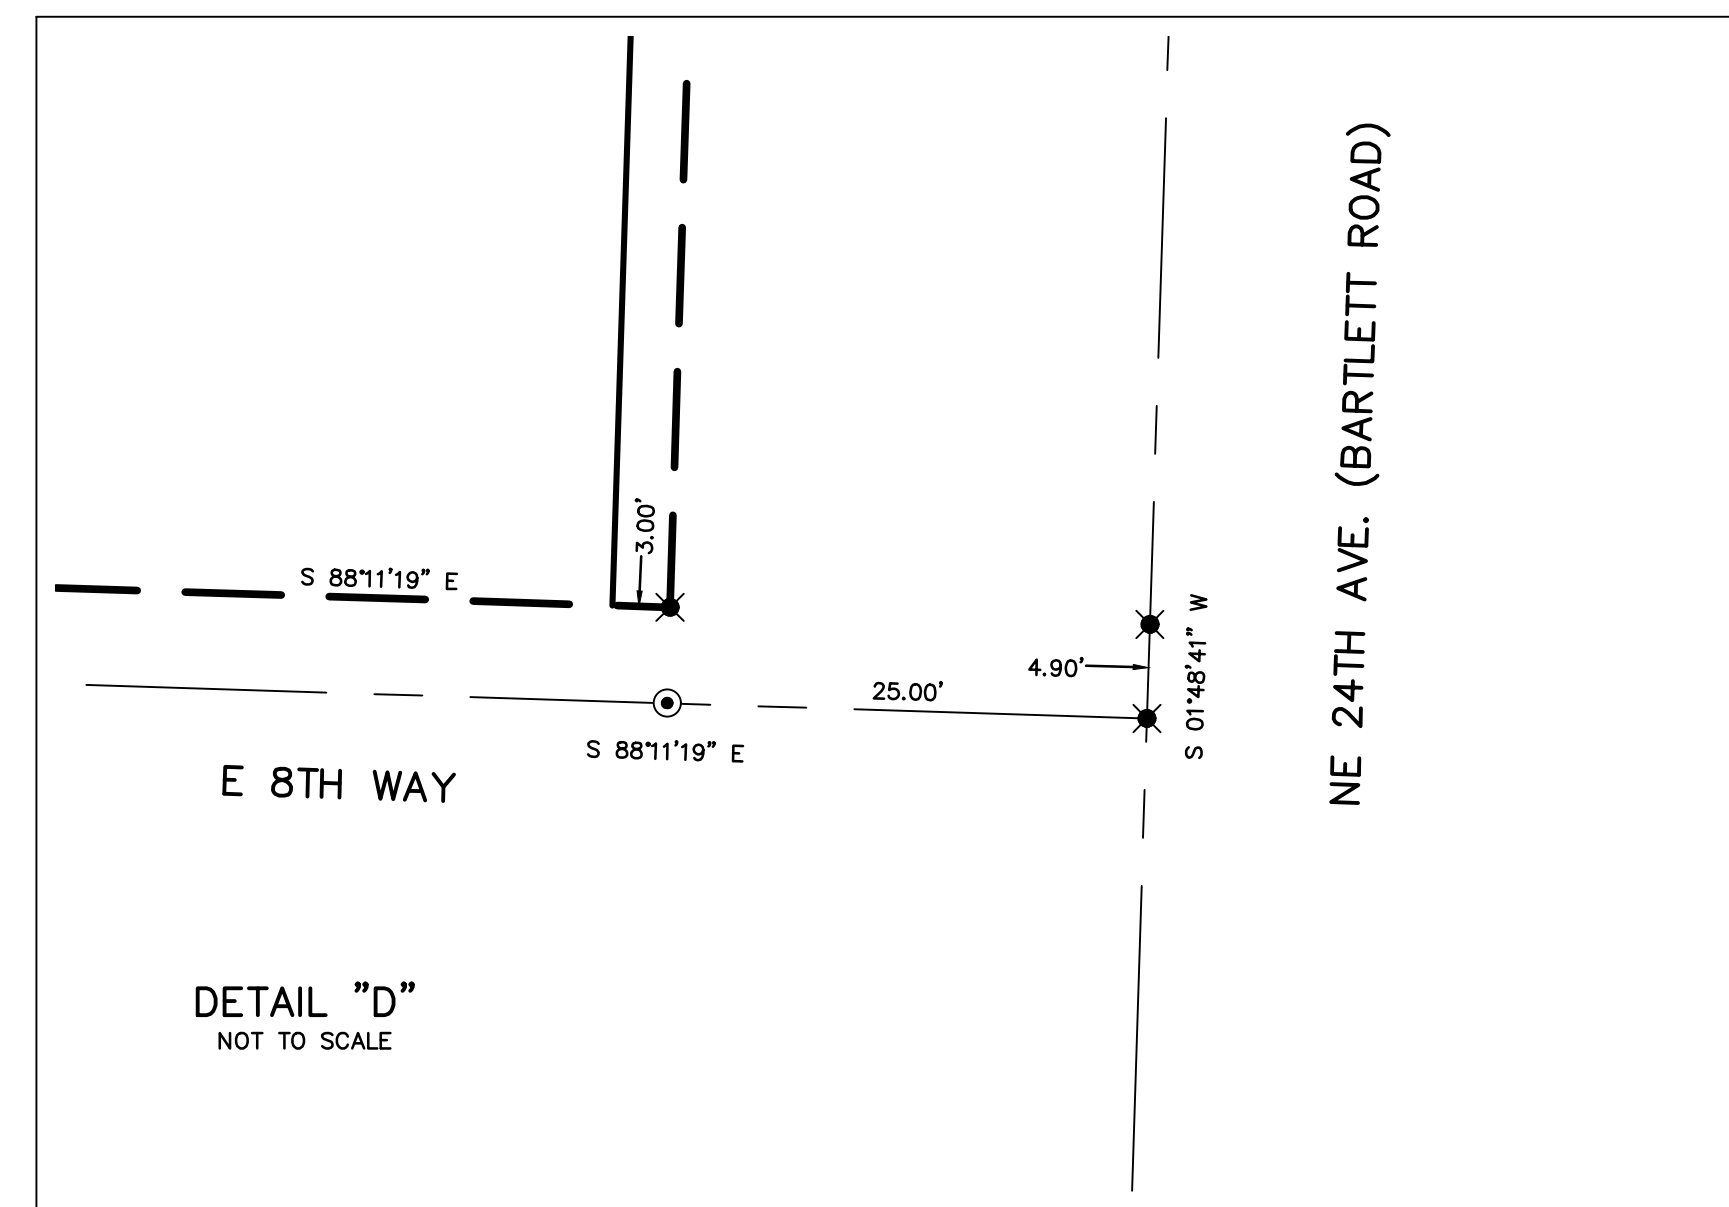 NE 24TH AVE. (BARTLETT ROAD)
3.00'
S 88°11'19" E
S 01°48'41" W
4.90'
25.00'
S 88°11'19" E
E 8TH WAY
DETAIL "D"
NOT TO SCALE